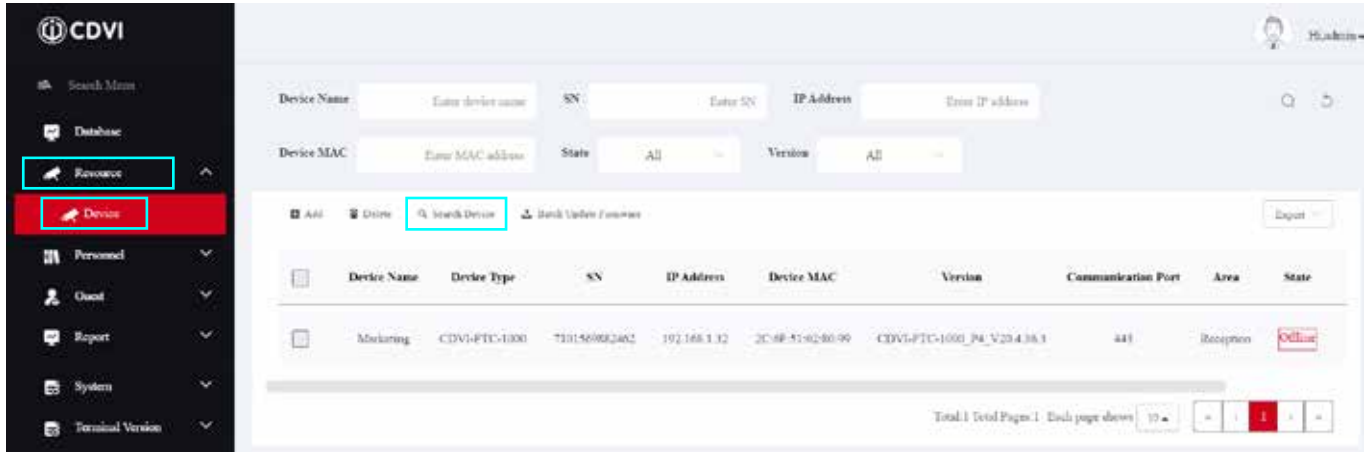 CDVI
Hi,admin
Search Menu
Database
Resource
Device
Personnel
Guest
Report
System
Terminal Version
Device Name Enter device name SN Enter SN IP Address Enter IP address
Device MAC Enter MAC address State All Version All
Add Delete Search Device Batch Update Firmware Export
Device Name Device Type SN IP Address Device MAC Version Communication Port Area State
Marketing CDVI-FTC-1000 192.168.1.32 443 Reception Offline
Total:1 Total Pages:1 Each page shows 10
« ‹ 1 › »